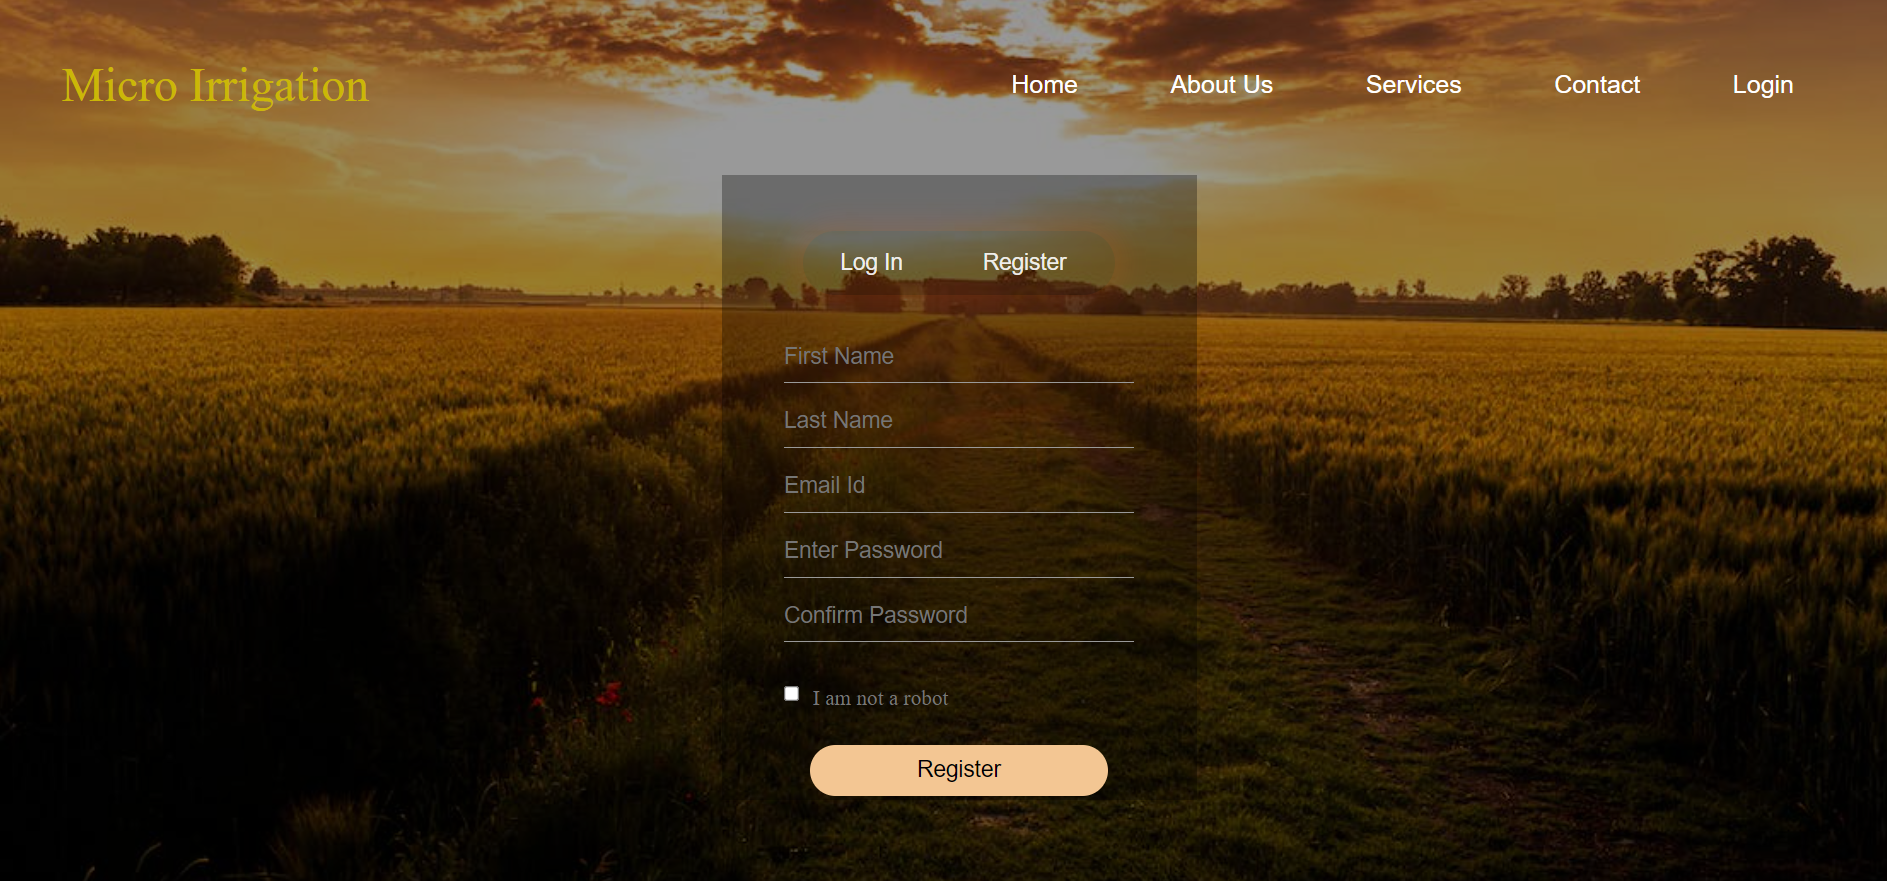 Micro Irrigation
Home About Us Services Contact Login
Log In Register
First Name
Last Name
Email Id
Enter Password
Confirm Password
I am not a robot
Register